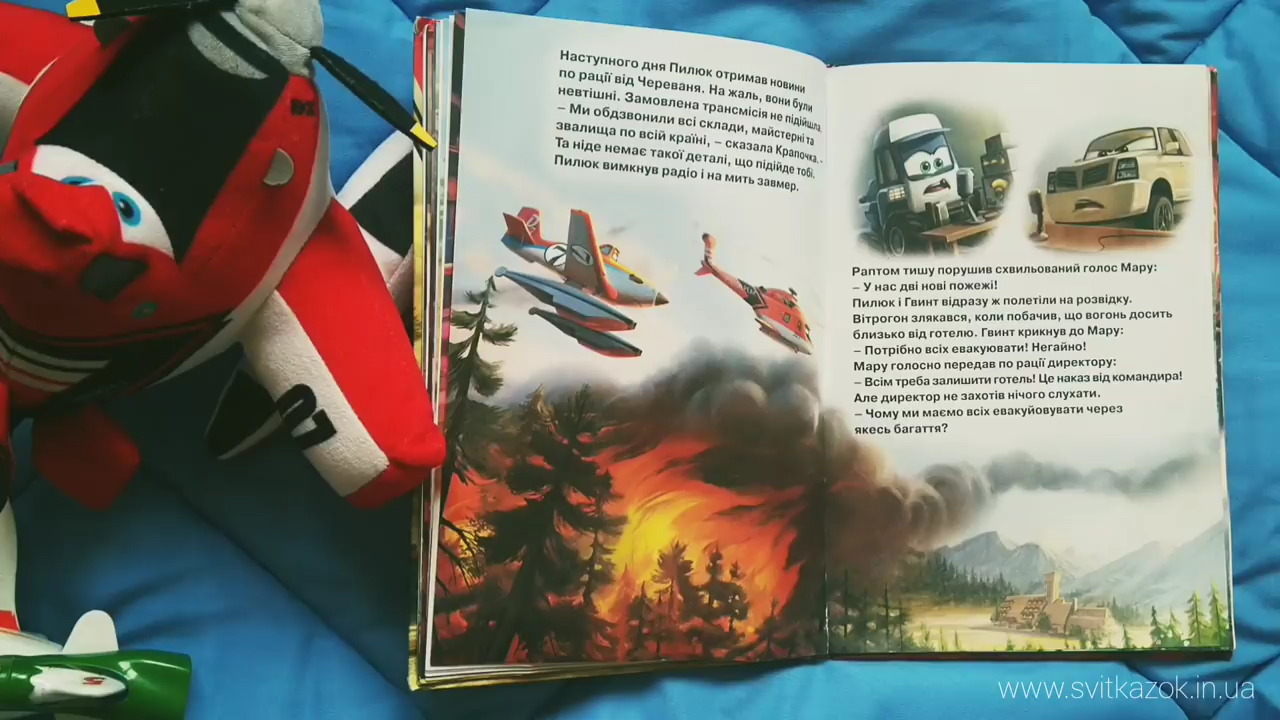 Наступного дня Пилюк отримав новини
по рації від Череваня. На жаль, вони були
невтішні. Замовлена трансмісія не підійшла.
– Ми обдзвонили всі склади, майстерні та
звалища по всій країні, – сказала Крапочка. –
Та ніде немає такої деталі, що підійде тобі.
Пилюк вимкнув радіо і на мить завмер.
Раптом тишу порушив схвильований голос Мару:
– У нас дві нові пожежі!
Пилюк і Гвинт відразу ж полетіли на розвідку.
Вітрогон злякався, коли побачив, що вогонь досить
близько від готелю. Гвинт крикнув до Мару:
– Потрібно всіх евакуювати! Негайно!
Мару голосно передав по рації директору:
– Всім треба залишити готель! Це наказ від командира!
Але директор не захотів нічого слухати.
– Чому ми маємо всіх евакуйовувати через
якесь багаття?
www.svitkazok.in.ua